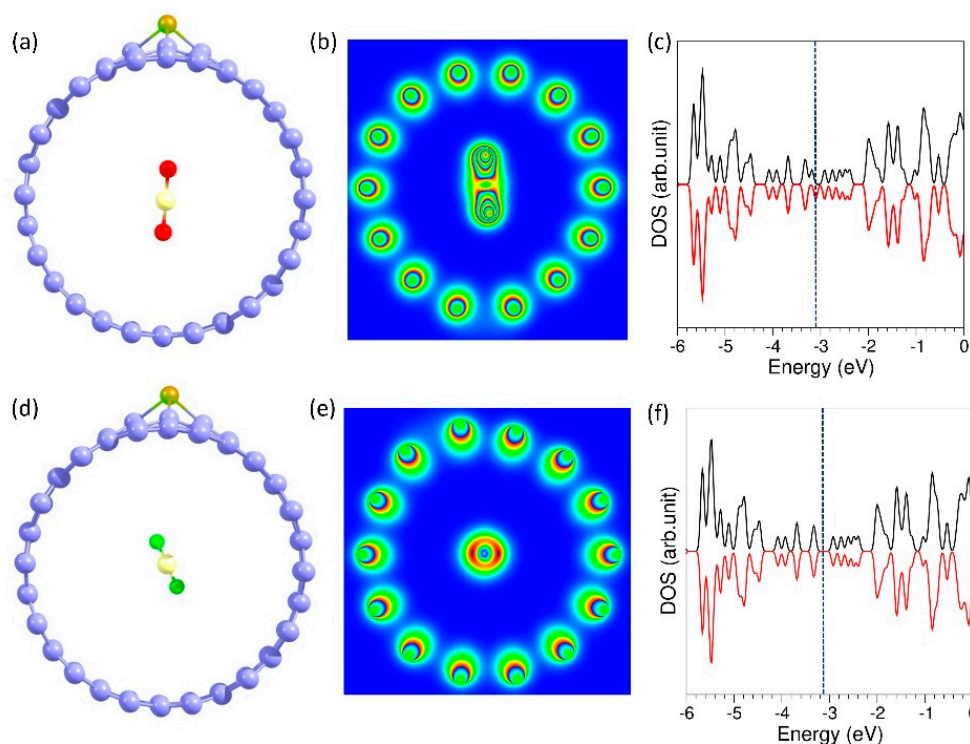 (a)
(b)
(c)
DOS (arb.unit)
-6 -5 -4 -3 -2 -1 0
Energy (eV)
(d)
(e)
(f)
DOS (arb.unit)
-6 -5 -4 -3 -2 -1 0
Energy (eV)